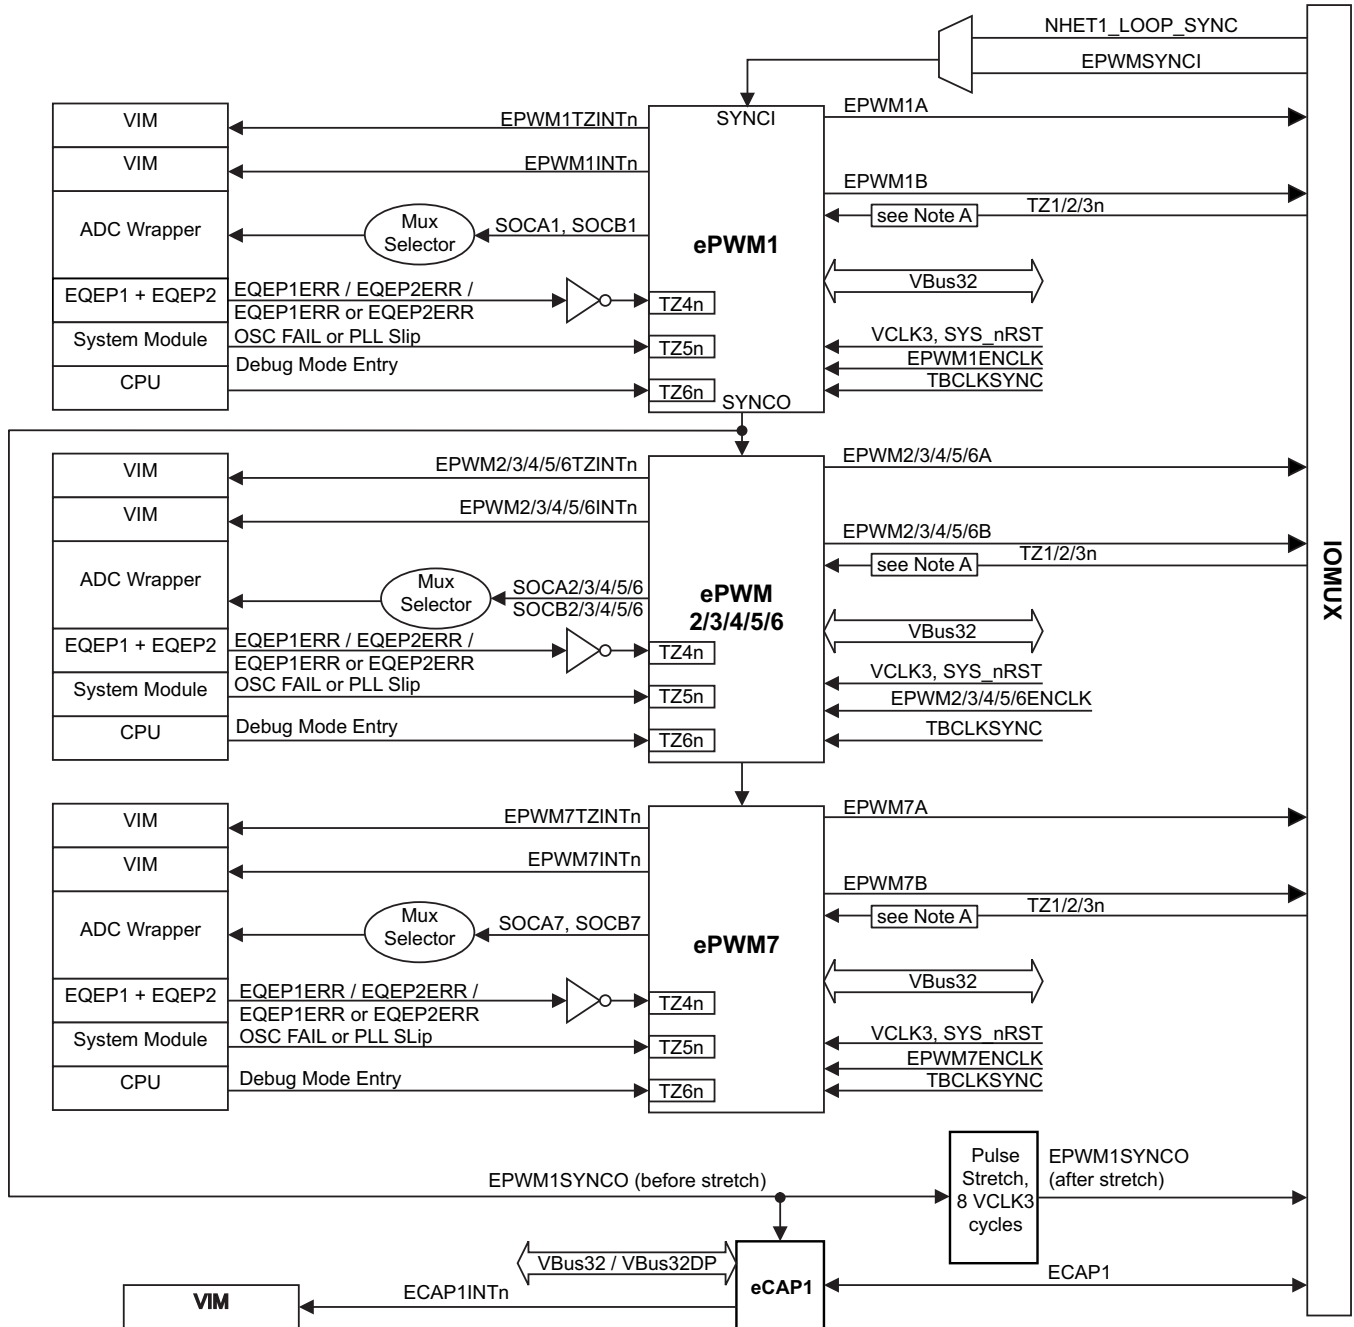 NHET1_LOOP_SYNC
EPWMSYNCI
VIM
EPWM1TZINTn
SYNCI
EPWM1A
VIM
EPWM1INTn
EPWM1B
ADC Wrapper
Mux
Selector
SOCA1, SOCB1
ePWM1
see Note A
TZ1/2/3n
VBus32
EQEP1 + EQEP2
EQEP1ERR / EQEP2ERR /
EQEP1ERR or EQEP2ERR
TZ4n
System Module
OSC FAIL or PLL Slip
TZ5n
VCLK3, SYS_nRST
EPWM1ENCLK
TBCLKSYNC
CPU
Debug Mode Entry
TZ6n
SYNCO
VIM
EPWM2/3/4/5/6TZINTn
EPWM2/3/4/5/6A
VIM
EPWM2/3/4/5/6INTn
EPWM2/3/4/5/6B
ADC Wrapper
Mux
Selector
SOCA2/3/4/5/6
SOCB2/3/4/5/6
ePWM
2/3/4/5/6
see Note A
TZ1/2/3n
VBus32
EQEP1 + EQEP2
EQEP1ERR / EQEP2ERR /
EQEP1ERR or EQEP2ERR
TZ4n
System Module
OSC FAIL or PLL Slip
TZ5n
VCLK3, SYS_nRST
EPWM2/3/4/5/6ENCLK
TBCLKSYNC
CPU
Debug Mode Entry
TZ6n
IOMUX
VIM
EPWM7TZINTn
EPWM7A
VIM
EPWM7INTn
EPWM7B
ADC Wrapper
Mux
Selector
SOCA7, SOCB7
ePWM7
see Note A
TZ1/2/3n
VBus32
EQEP1 + EQEP2
EQEP1ERR / EQEP2ERR /
EQEP1ERR or EQEP2ERR
TZ4n
System Module
OSC FAIL or PLL SLip
TZ5n
VCLK3, SYS_nRST
EPWM7ENCLK
TBCLKSYNC
CPU
Debug Mode Entry
TZ6n
EPWM1SYNCO (before stretch)
Pulse
Stretch,
8 VCLK3
cycles
EPWM1SYNCO
(after stretch)
VBus32 / VBus32DP
eCAP1
ECAP1
VIM
ECAP1INTn